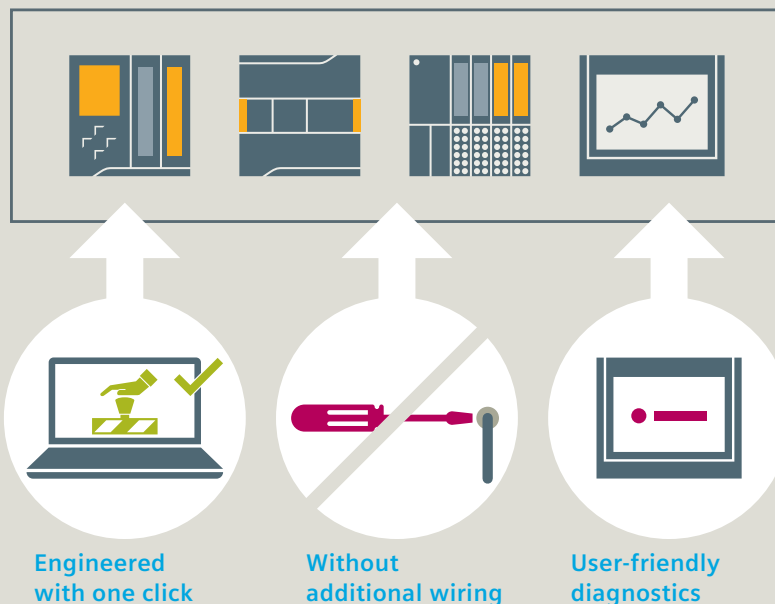 Engineered
with one click
Without
additional wiring
User-friendly
diagnostics